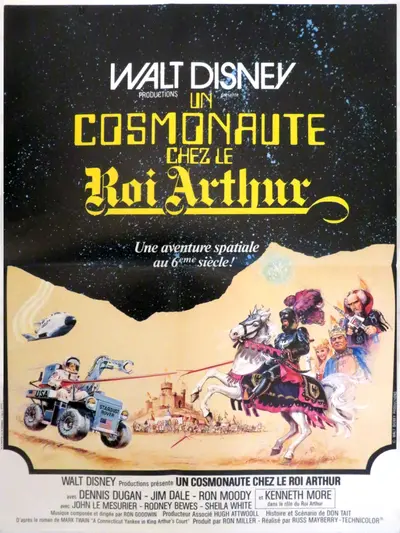 WALT DISNEY
PRODUCTIONS présente
UN
COSMONAUTE
CHEZ LE
Roi Arthur
Une aventure spatiale
au 6eme siècle!
USA
STARDUST
ROVER
WALT DISNEY Productions présente UN COSMONAUTE CHEZ LE ROI ARTHUR
avec DENNIS DUGAN - JIM DALE - RON MOODY et KENNETH MORE
avec JOHN LE MESURIER - RODNEY BEWES - SHEILA WHITE dans le rôle du Roi Arthur
Musique composée et dirigée par RON GOODWIN Producteur Associé HUGH ATTWOOLL Histoire et Scénario de DON TAIT
D'après le roman de MARK TWAIN "A Connecticut Yankee in King Arthur's Court" Produit par RON MILLER - Réalisé par RUSS MAYBERRY - TECHNICOLOR